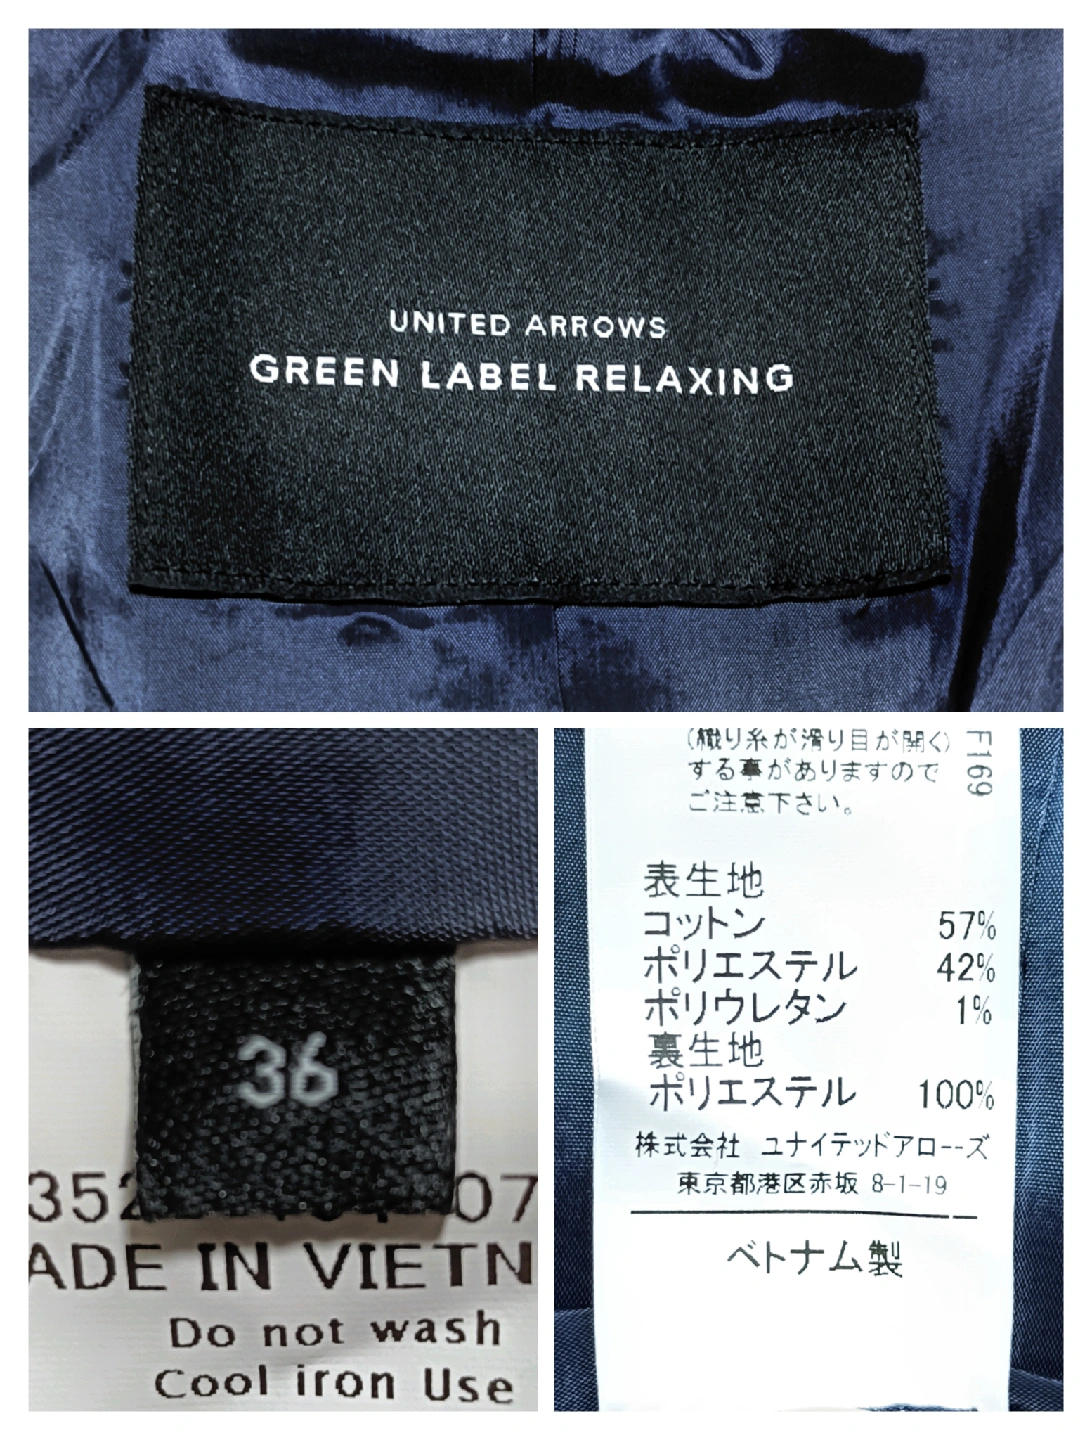 UNITED ARROWS
GREEN LABEL RELAXING
36
352
07
ADE IN VIETN
Do not wash
Cool iron Use
(織り糸が滑り目が開く)
する事がありますので
ご注意下さい。
F169
表生地
コットン 57%
ポリエステル 42%
ポリウレタン 1%
裏生地
ポリエステル 100%
株式会社 ユナイテッドアローズ
東京都港区赤坂 8-1-19
ベトナム製